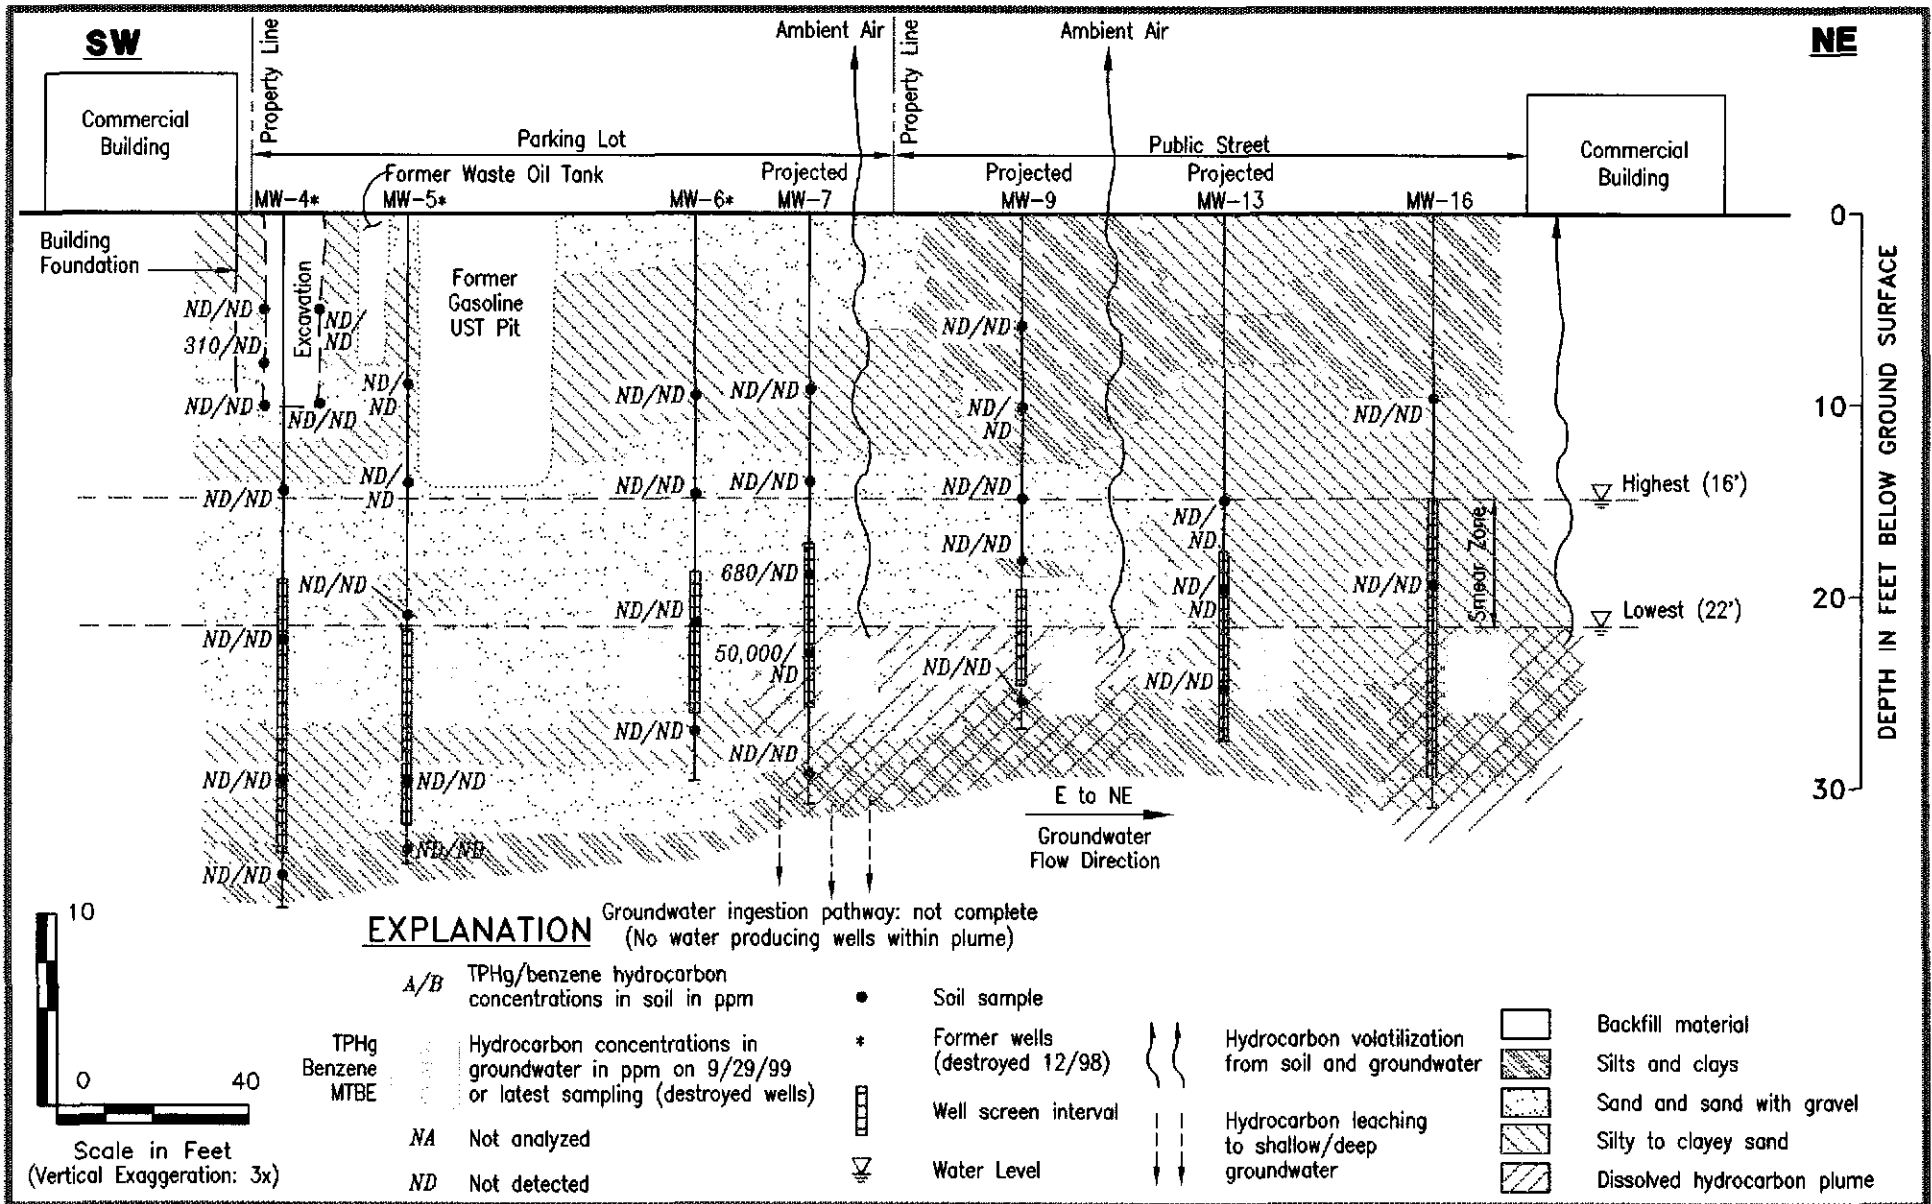 SW
NE
Ambient Air
Ambient Air
Property Line
Property Line
Commercial
Building
Parking Lot
Public Street
Commercial
Building
Former Waste Oil Tank
Projected
Projected
Projected
MW-4*
MW-5*
MW-6*
MW-7
MW-9
MW-13
MW-16
Building
Foundation
Excavation
Former
Gasoline
UST Pit
ND/ND
310/ND
ND/ND
ND/
ND
ND/ND
ND/ND
ND/ND
ND/ND
ND/ND
ND/
ND
ND/
ND
ND/ND
ND/ND
ND/ND
ND/ND
ND/ND
ND/ND
ND/ND
ND/ND
ND/ND
680/ND
50,000/
ND
ND/ND
ND/ND
ND/
ND
ND/ND
ND/ND
ND/ND
ND/
ND
ND/
ND
ND/ND
ND/ND
ND/ND
Smear Zone
Highest (16')
Lowest (22')
0
10
20
30
DEPTH IN FEET BELOW GROUND SURFACE
E to NE
Groundwater
Flow Direction
Groundwater ingestion pathway: not complete
(No water producing wells within plume)
10
0 40
Scale in Feet
(Vertical Exaggeration: 3x)
EXPLANATION
A/B TPHg/benzene hydrocarbon
concentrations in soil in ppm
TPHg
Benzene
MTBE
Hydrocarbon concentrations in
groundwater in ppm on 9/29/99
or latest sampling (destroyed wells)
NA Not analyzed
ND Not detected
Soil sample
* Former wells
(destroyed 12/98)
Well screen interval
Water Level
Hydrocarbon volatilization
from soil and groundwater
Hydrocarbon leaching
to shallow/deep
groundwater
Backfill material
Silts and clays
Sand and sand with gravel
Silty to clayey sand
Dissolved hydrocarbon plume